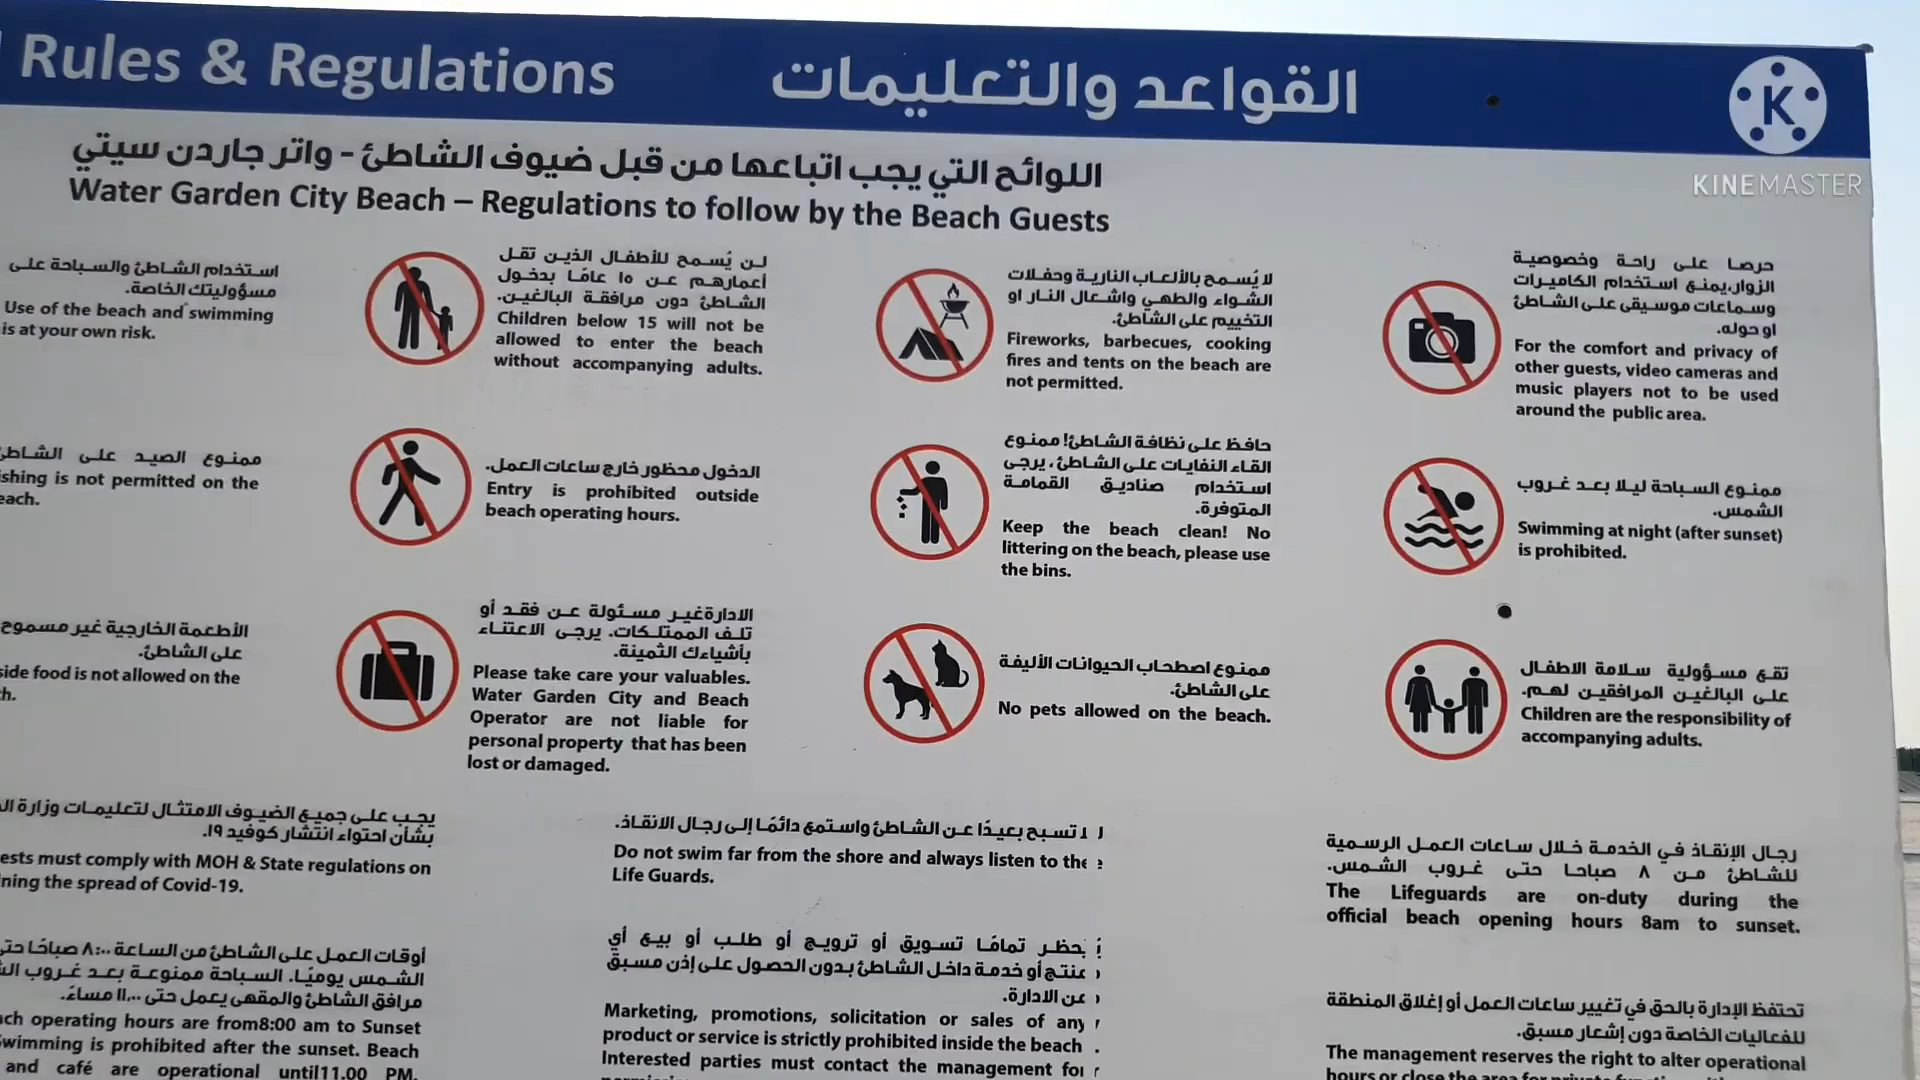 Rules & Regulations
القواعد والتعليمات
KINEMASTER
اللوائح التي يجب اتباعها من قبل ضيوف الشاطئ - واتر جاردن سيتي
Water Garden City Beach – Regulations to follow by the Beach Guests
استخدام الشاطئ والسباحة على
مسؤوليتك الخاصة.
Use of the beach and swimming
is at your own risk.
لن يُسمح للأطفال الذين تقل
أعمارهم عن ١٥ عامًا بدخول
الشاطئ دون مرافقة البالغين.
Children below 15 will not be
allowed to enter the beach
without accompanying adults.
لا يُسمح بالألعاب النارية وحفلات
الشواء والطهي واشعال النار او
التخييم على الشاطئ.
Fireworks, barbecues, cooking
fires and tents on the beach are
not permitted.
حرصا على راحة وخصوصية
الزوار،يمنع استخدام الكاميرات
وسماعات موسيقى على الشاطئ
او حوله.
For the comfort and privacy of
other guests, video cameras and
music players not to be used
around the public area.
ممنوع الصيد على الشاطئ
shing is not permitted on the
each.
الدخول محظور خارج ساعات العمل.
Entry is prohibited outside
beach operating hours.
حافظ على نظافة الشاطئ! ممنوع
القاء النفايات على الشاطئ، يرجى
استخدام صناديق القمامة
المتوفرة.
Keep the beach clean! No
littering on the beach, please use
the bins.
ممنوع السباحة ليلا بعد غروب
الشمس.
Swimming at night (after sunset)
is prohibited.
الأطعمة الخارجية غير مسموح
على الشاطئ.
side food is not allowed on the
h.
الادارةغير مسئولة عن فقد أو
تلف الممتلكات. يرجى الاعتناء
بأشياءك الثمينة.
Please take care your valuables.
Water Garden City and Beach
Operator are not liable for
personal property that has been
lost or damaged.
ممنوع اصطحاب الحيوانات الأليفة
على الشاطئ.
No pets allowed on the beach.
تقع مسؤولية سلامة الاطفال
على البالغين المرافقين لهم.
Children are the responsibility of
accompanying adults.
يجب على جميع الضيوف الامتثال لتعليمات وزارة
بشأن احتواء انتشار كوفيد ١٩.
ests must comply with MOH & State regulations on
ning the spread of Covid-19.
لا تسبح بعيدًا عن الشاطئ واستمع دائمًا إلى رجال الانقاذ.
Do not swim far from the shore and always listen to the
Life Guards.
رجال الإنقاذ في الخدمة خلال ساعات العمل الرسمية
للشاطئ من ٨ صباحا حتى غروب الشمس.
The Lifeguards are on-duty during the
official beach opening hours 8am to sunset.
أوقات العمل على الشاطئ من الساعة ٨:٠٠ صباحًا حتى
الشمس يوميًا. السباحة ممنوعة بعد غروب
مرافق الشاطئ والمقهى يعمل حتى ١١,٠٠ مساءً.
ach operating hours are from8:00 am to Sunset
Swimming is prohibited after the sunset. Beach
and café are operational until11.00 PM.
يُحظر تمامًا تسويق أو ترويج أو طلب أو بيع أي
منتج أو خدمة داخل الشاطئ بدون الحصول على إذن مسبق
من الادارة.
Marketing, promotions, solicitation or sales of any
product or service is strictly prohibited inside the beach.
Interested parties must contact the management for
تحتفظ الإدارة بالحق في تغيير ساعات العمل أو إغلاق المنطقة
للفعاليات الخاصة دون إشعار مسبق.
The management reserves the right to alter operational
hours or close the area for private